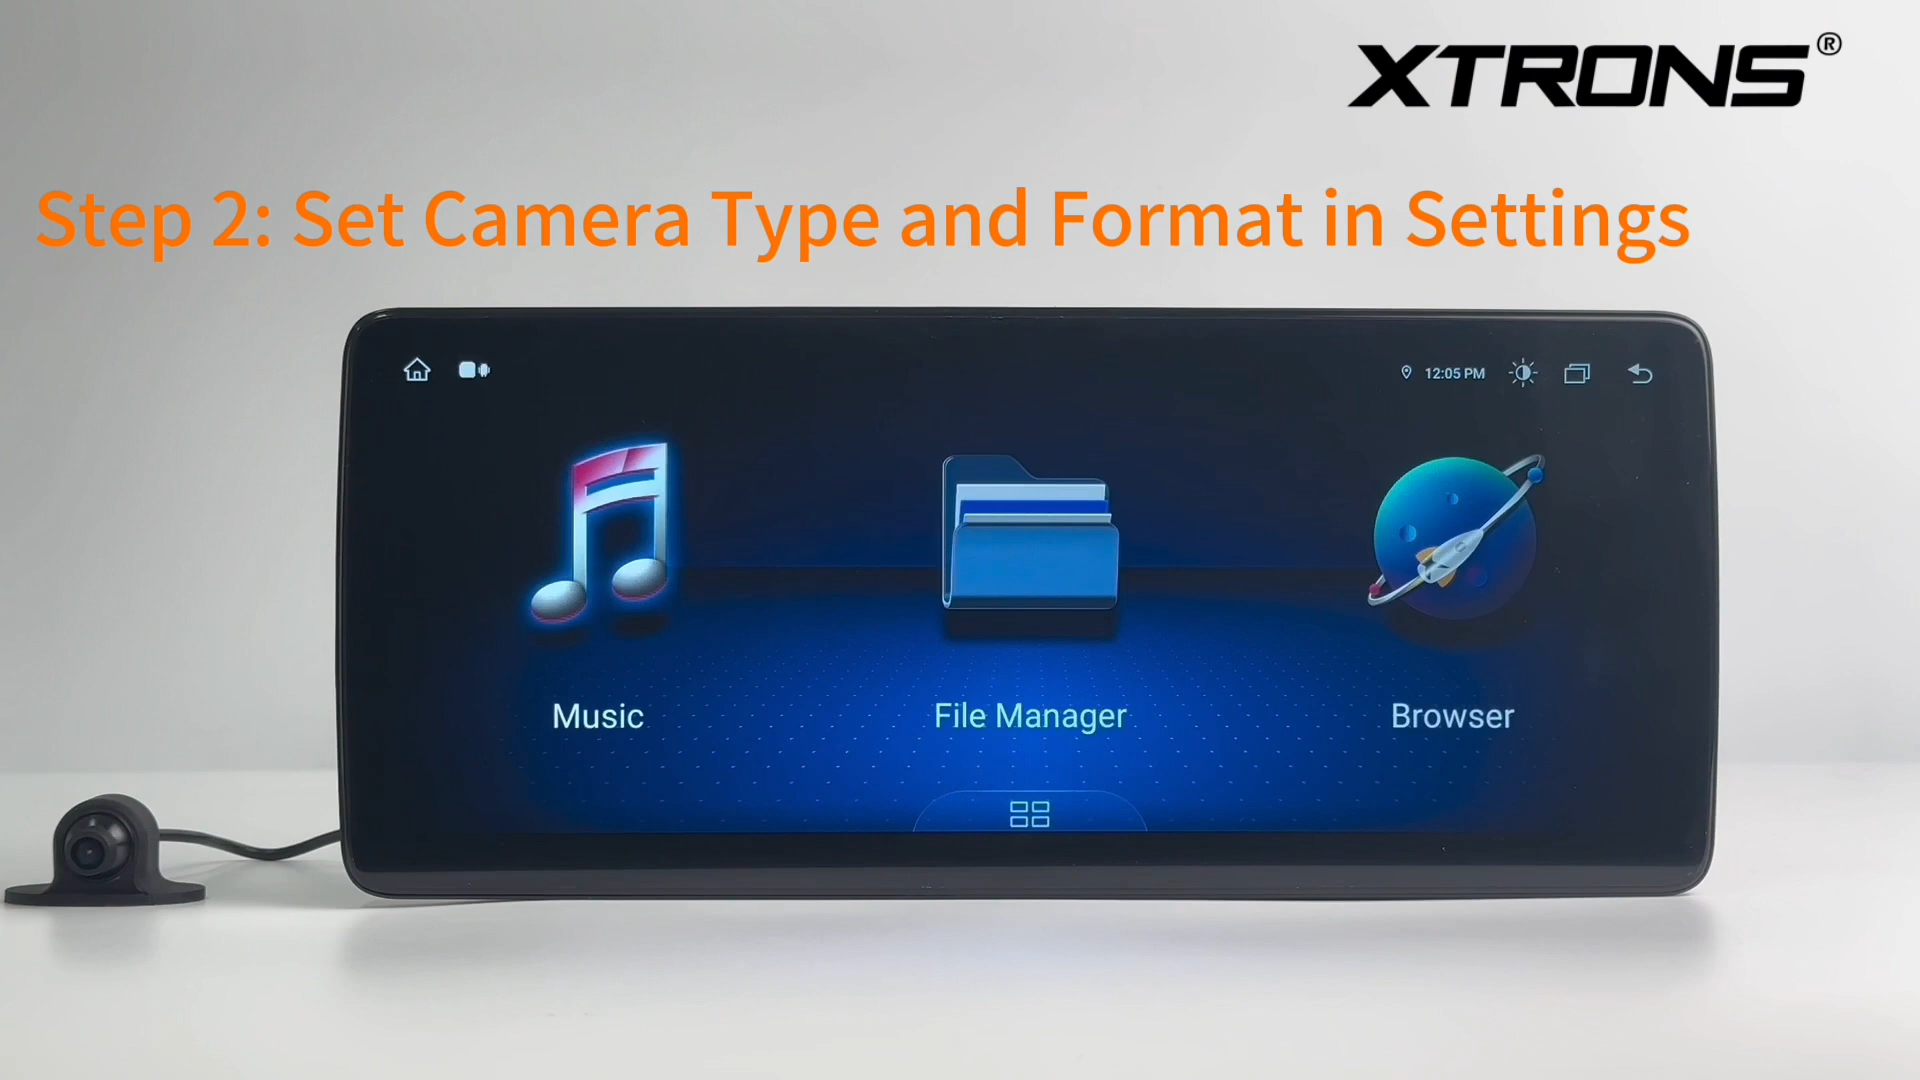 XTRONS®
Step 2: Set Camera Type and Format in Settings
12:05 PM
Music
File Manager
Browser